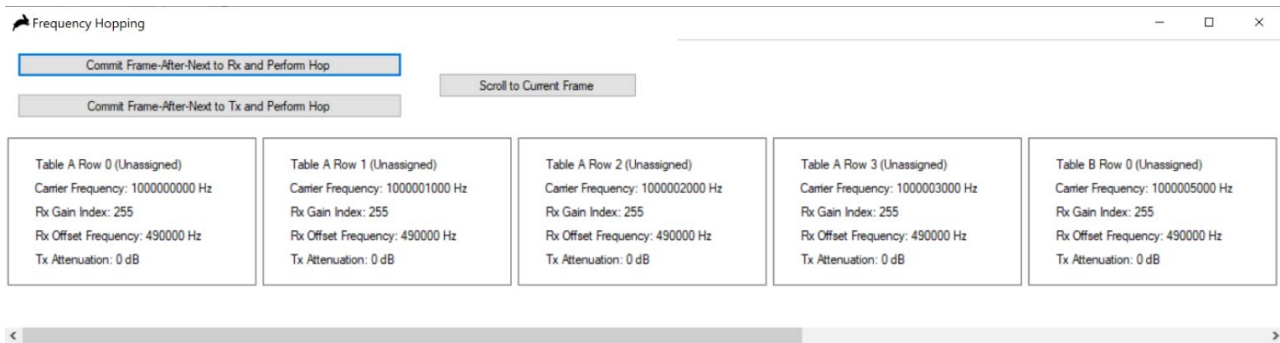 Frequency Hopping
Commit Frame-After-Next to Rx and Perform Hop
Scroll to Current Frame
Commit Frame-After-Next to Tx and Perform Hop
Table A Row 0 (Unassigned)
Carrier Frequency: 1000000000 Hz
Rx Gain Index: 255
Rx Offset Frequency: 490000 Hz
Tx Attenuation: 0 dB
Table A Row 1 (Unassigned)
Carrier Frequency: 1000001000 Hz
Rx Gain Index: 255
Rx Offset Frequency: 490000 Hz
Tx Attenuation: 0 dB
Table A Row 2 (Unassigned)
Carrier Frequency: 1000002000 Hz
Rx Gain Index: 255
Rx Offset Frequency: 490000 Hz
Tx Attenuation: 0 dB
Table A Row 3 (Unassigned)
Carrier Frequency: 1000003000 Hz
Rx Gain Index: 255
Rx Offset Frequency: 490000 Hz
Tx Attenuation: 0 dB
Table B Row 0 (Unassigned)
Carrier Frequency: 1000005000 Hz
Rx Gain Index: 255
Rx Offset Frequency: 490000 Hz
Tx Attenuation: 0 dB